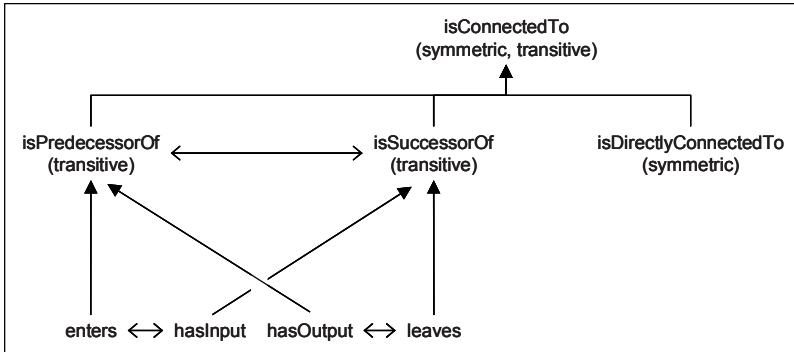 isConnectedTo
(symmetric, transitive)
isPredecessorOf
(transitive)
isSuccessorOf
(transitive)
isDirectlyConnectedTo
(symmetric)
enters hasInput hasOutput leaves